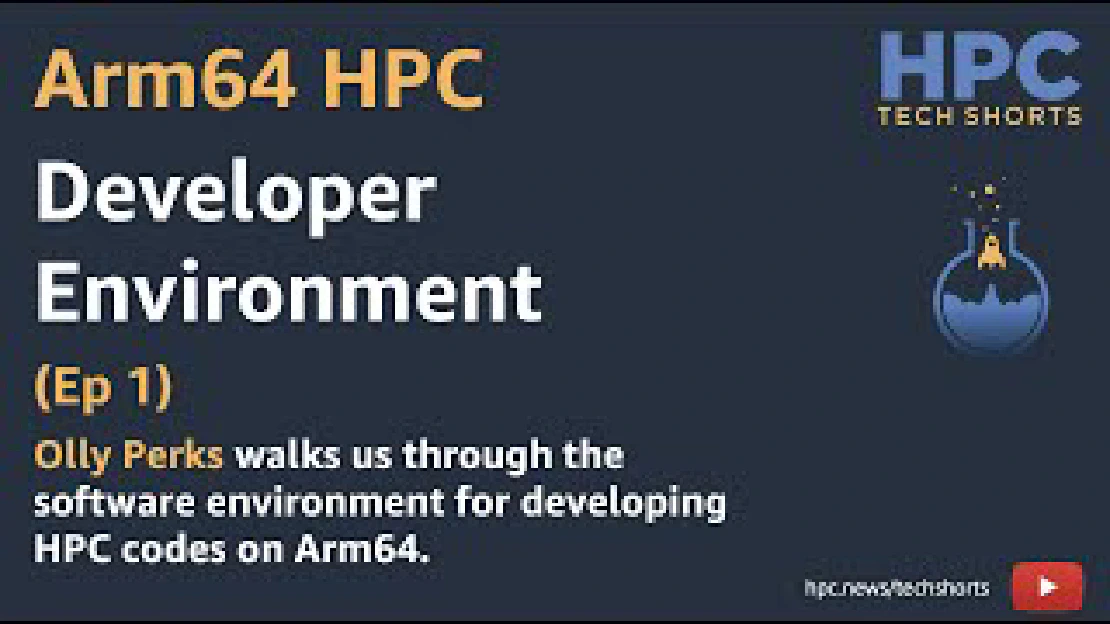 Arm64 HPC
HPC
TECH SHORTS
Developer
Environment
(Ep 1)
Olly Perks walks us through the
software environment for developing
HPC codes on Arm64.
hpc.news/techshorts